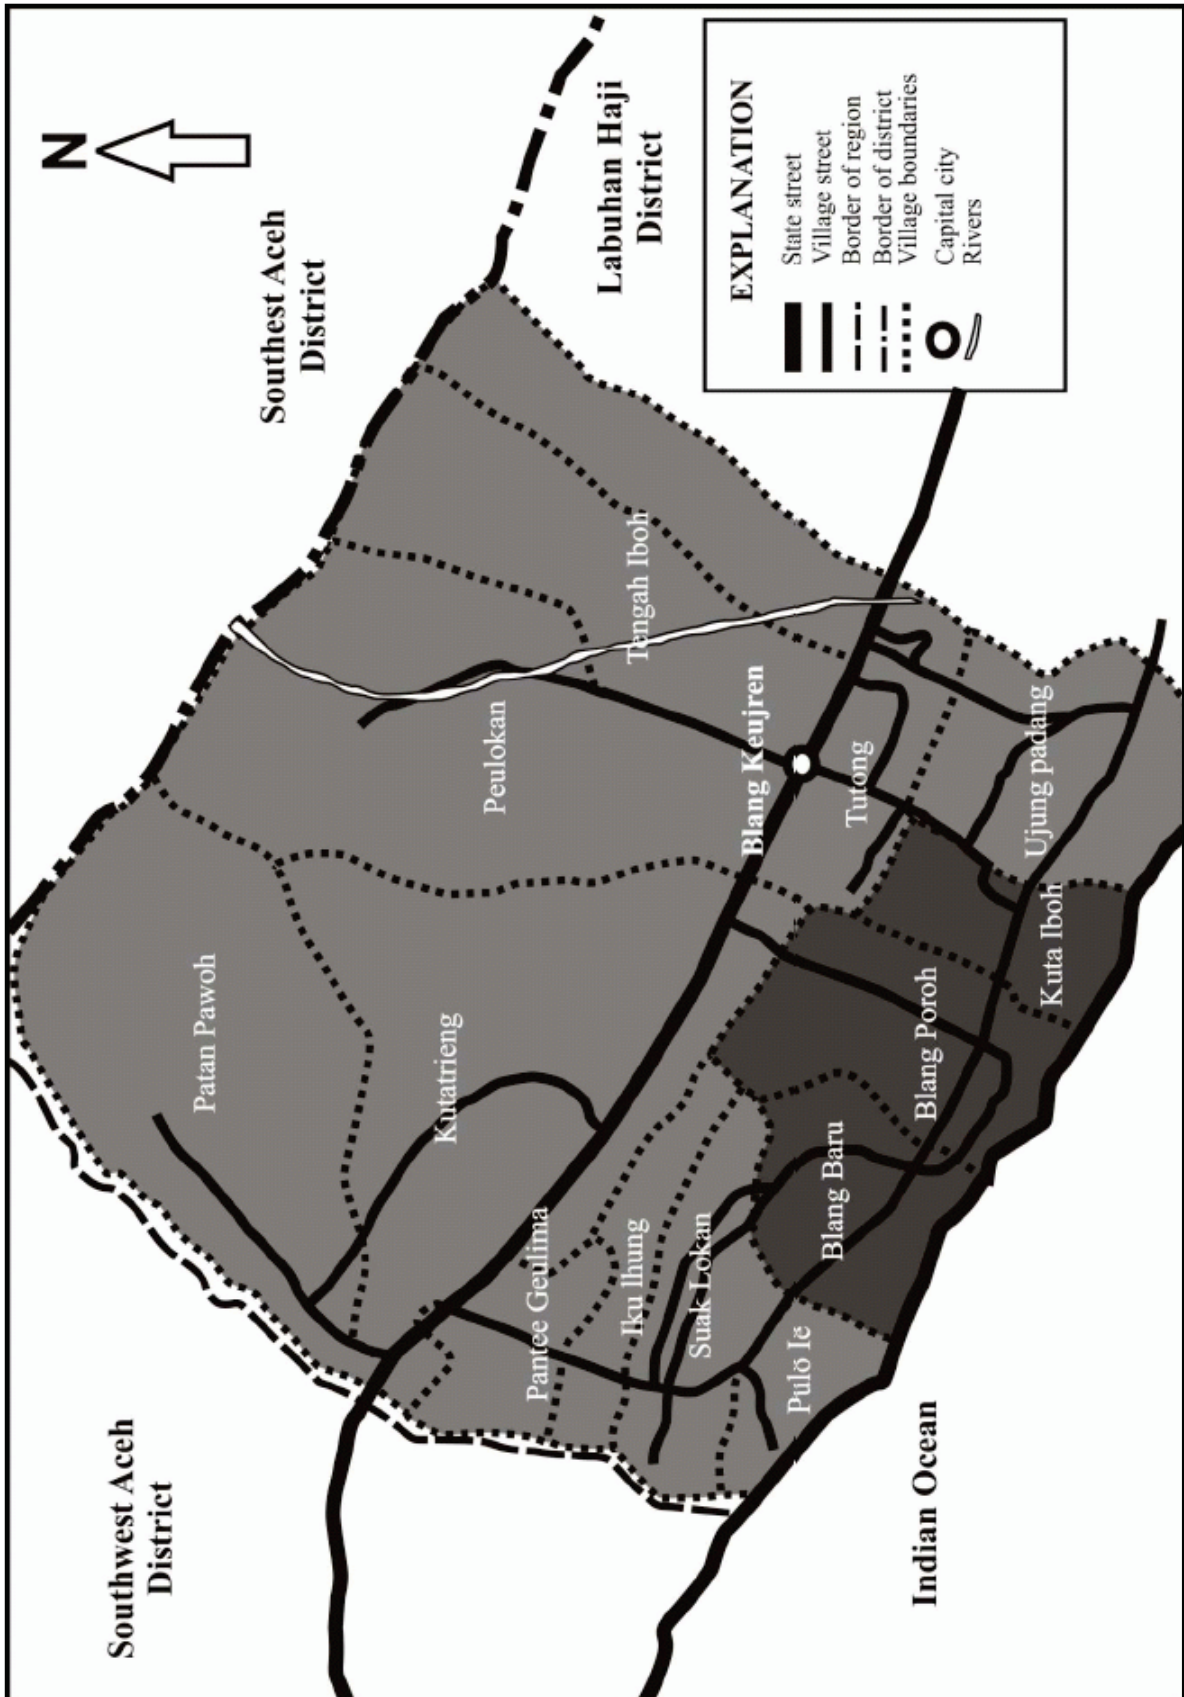 N
Southest Aceh
District
Southwest Aceh
District
Labuhan Haji
District
Patan Pawoh
Peulokan
Tengah Iboh
Kutatrieng
Pantee Geulima
Iku lhung
Suak Lokan
Blang Keujren
Tutong
Pulō Ie
Blang Baru
Blang Poroh
Kuta Iboh
Ujung padang
Indian Ocean
EXPLANATION
State street
Village street
Border of region
Border of district
Village boundaries
Capital city
Rivers